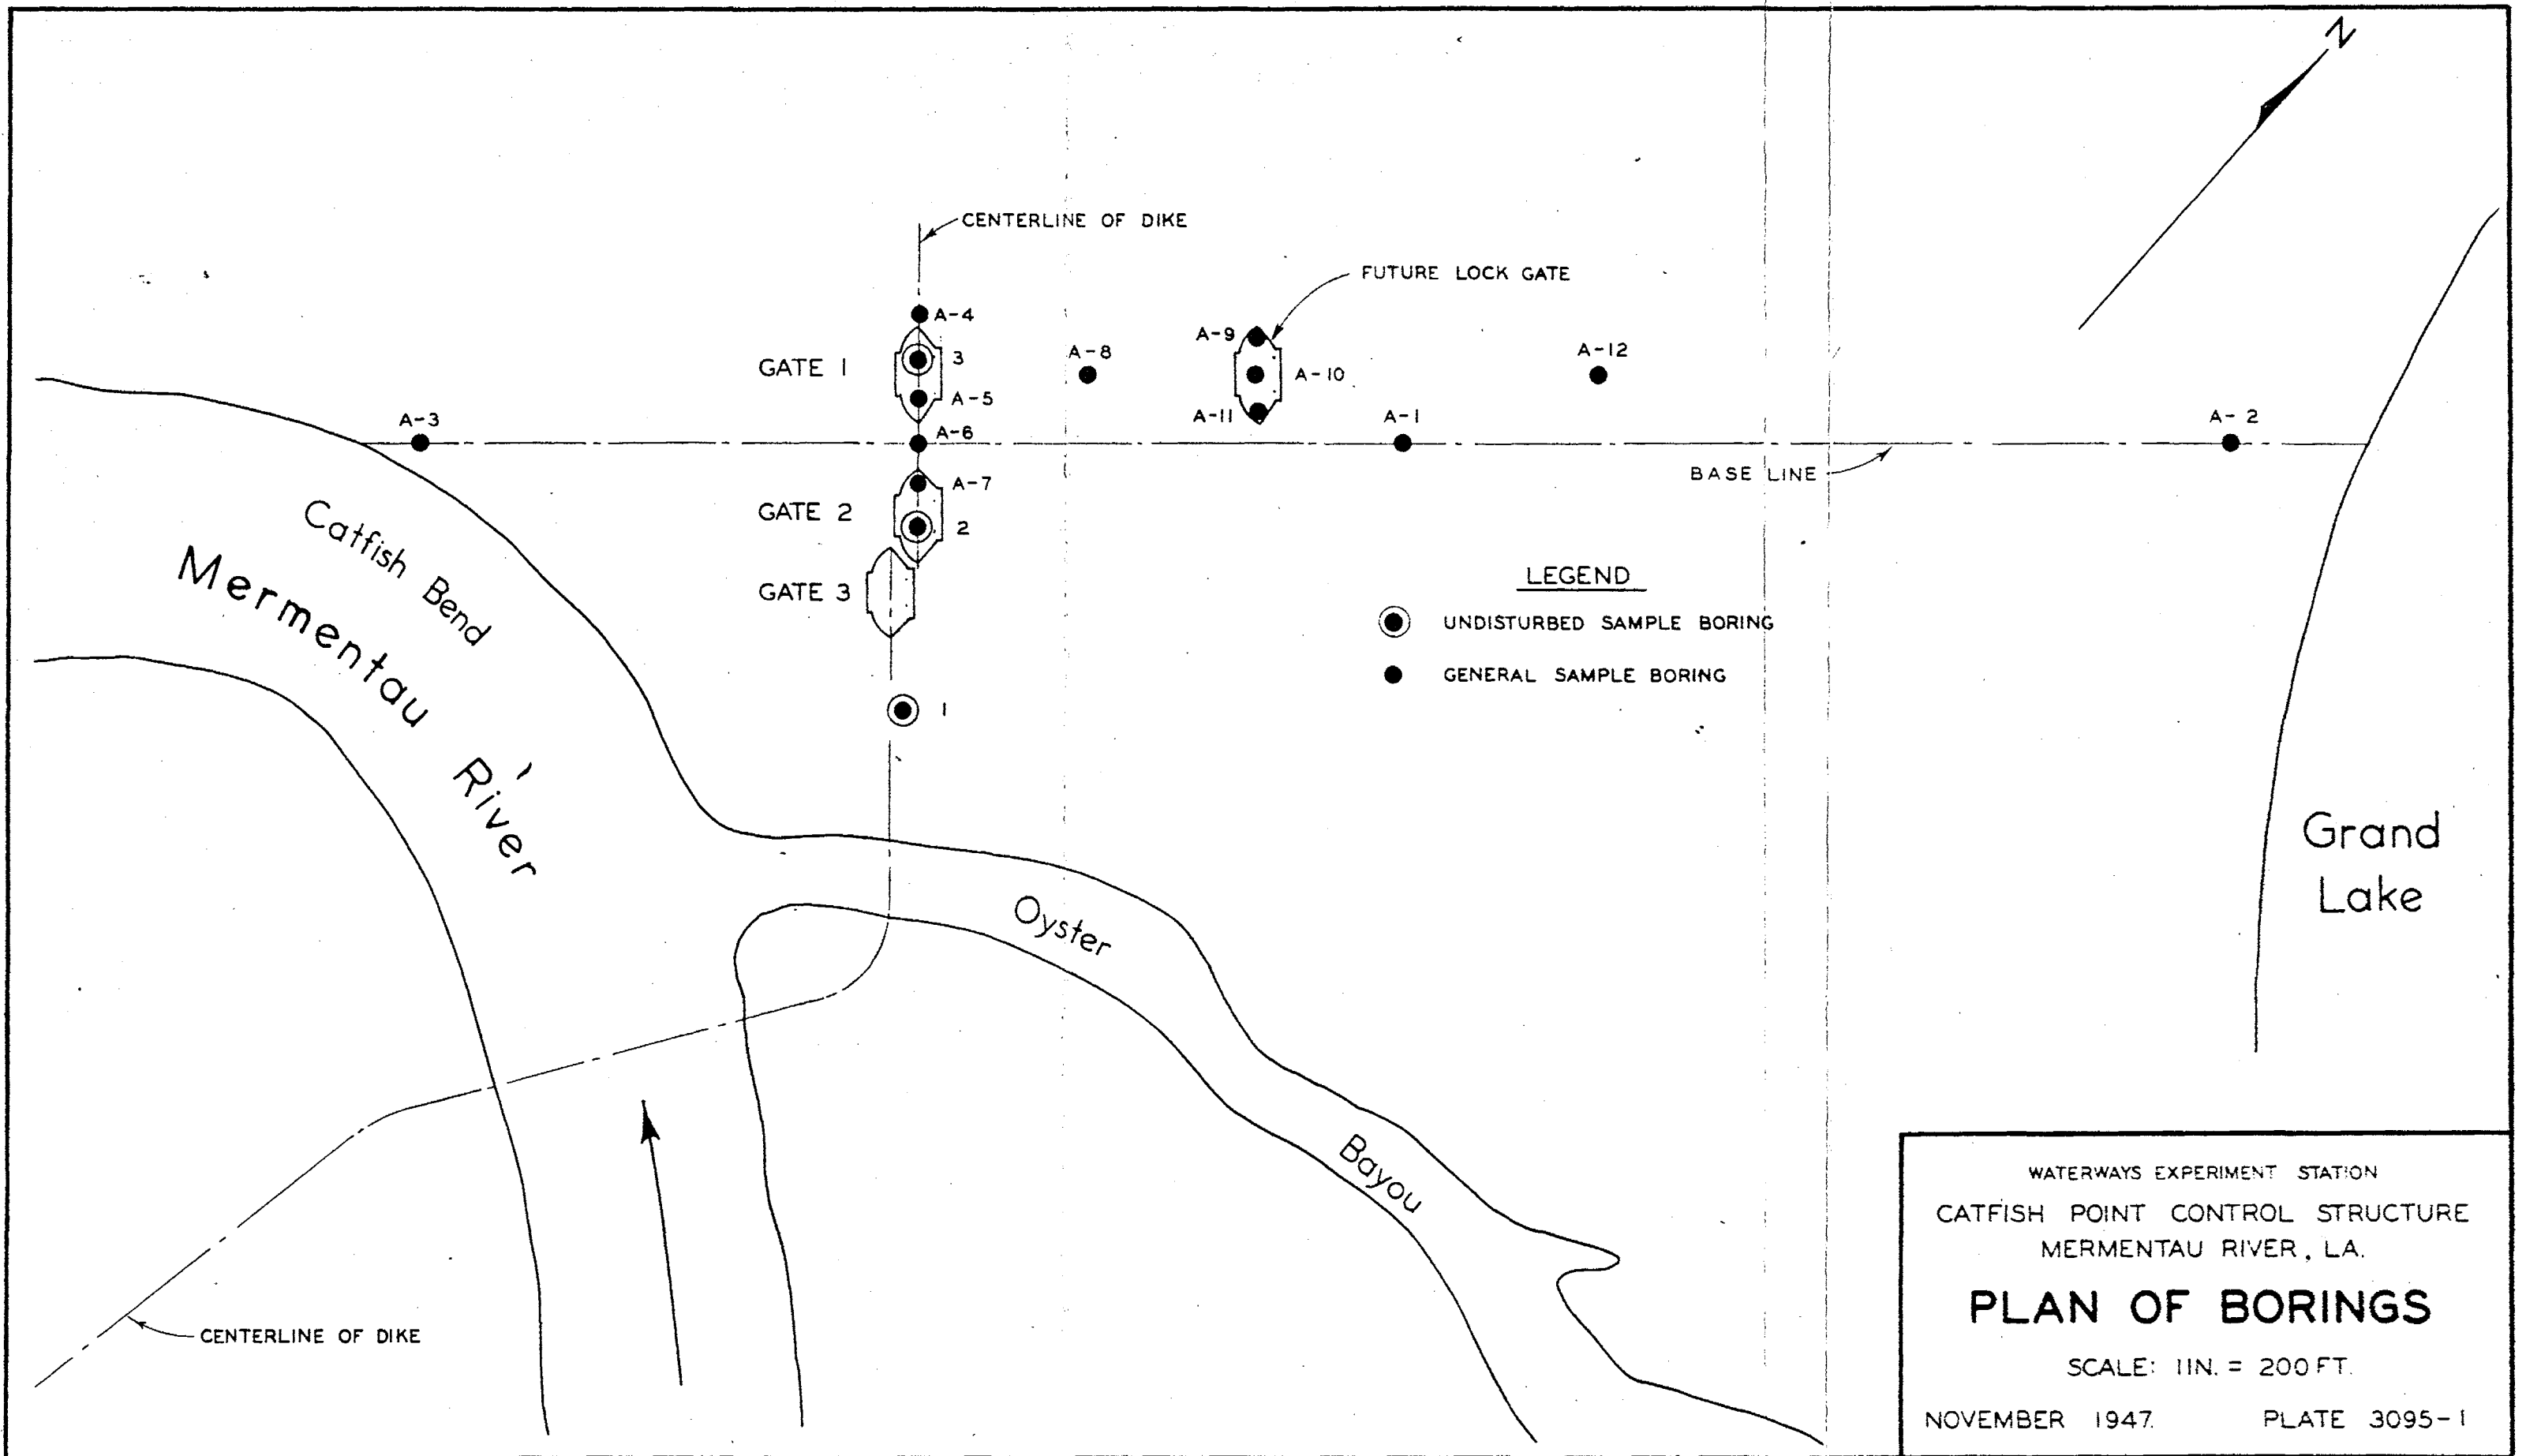 N
CENTERLINE OF DIKE
FUTURE LOCK GATE
A-4
A-9
GATE 1
3
A-8
A-10
A-12
A-5
A-11
A-3
A-6
A-1
A-2
BASE LINE
A-7
GATE 2
2
Catfish Bend
Mermentau River
GATE 3
LEGEND
UNDISTURBED SAMPLE BORING
GENERAL SAMPLE BORING
1
Grand
Lake
Oyster
Bayou
CENTERLINE OF DIKE
WATERWAYS EXPERIMENT STATION
CATFISH POINT CONTROL STRUCTURE
MERMENTAU RIVER, LA.
PLAN OF BORINGS
SCALE: 1IN. = 200 FT.
NOVEMBER 1947. PLATE 3095-1